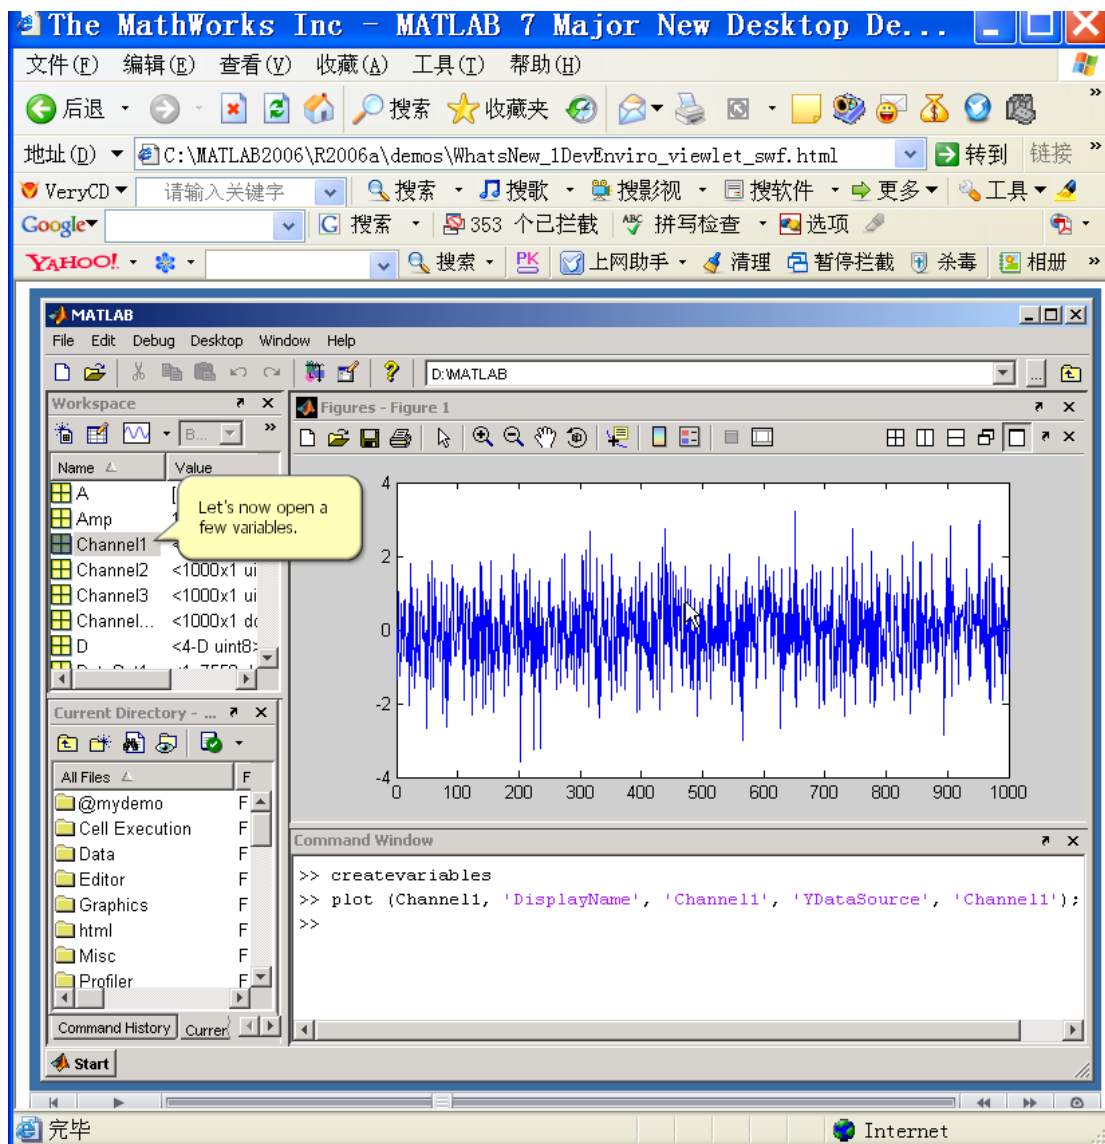 The MathWorks Inc - MATLAB 7 Major New Desktop De...
文件(F) 编辑(E) 查看(V) 收藏(A) 工具(T) 帮助(H)
后退 搜索 收藏夹 »
地址(D) C:\MATLAB2006\R2006a\demos\WhatsNew_1DevEnviro_viewlet_swf.html 转到 链接 »
VeryCD 请输入关键字 搜索 搜歌 搜影视 搜软件 更多 工具
Google G 搜索 353 个已拦截 ABC 拼写检查 选项
YAHOO! 搜索 PK 上网助手 清理 暂停拦截 杀毒 相册 »
MATLAB
File Edit Debug Desktop Window Help
D:\MATLAB ...
Workspace
B... »
Name Value
A [
Amp 1
Channel1 <
Channel2 <1000x1 ui
Channel3 <1000x1 ui
Channel... <1000x1 do
D <4-D uint8>
Let's now open a
few variables.
Figures - Figure 1
4
2
0
-2
-4
0 100 200 300 400 500 600 700 800 900 1000
Current Directory - ...
All Files F
@mydemo F
Cell Execution F
Data F
Editor F
Graphics F
html F
Misc F
Profiler F
Command History Curren
Command Window
>> createvariables
>> plot (Channel1, 'DisplayName', 'Channel1', 'YDataSource', 'Channel1');
>>
Start
完毕 Internet